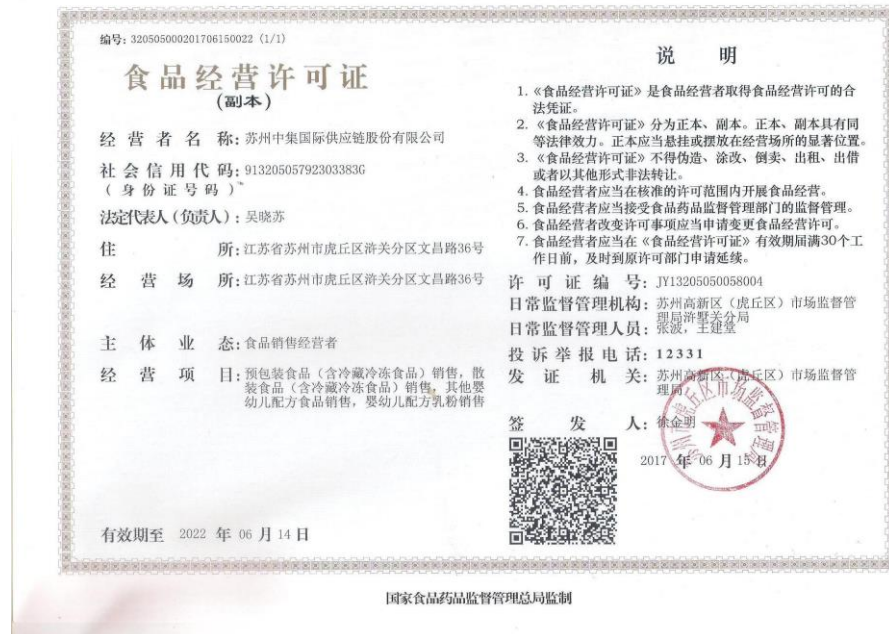 编号: 320505000201706150022 (1/1)
食品经营许可证
(副本)
经营者名称: 苏州中集国际供应链股份有限公司
社会信用代码: 91320505792303383G
(身份证号码)
法定代表人(负责人): 吴晓苏
住所: 江苏省苏州市虎丘区浒关分区文昌路36号
经营场所: 江苏省苏州市虎丘区浒关分区文昌路36号
主体业态: 食品销售经营者
经营项目: 预包装食品(含冷藏冷冻食品)销售，散
装食品(含冷藏冷冻食品)销售，其他婴
幼儿配方食品销售，婴幼儿配方乳粉销售
有效期至 2022 年 06 月 14 日
说 明
1. 《食品经营许可证》是食品经营者取得食品经营许可的合
法凭证。
2. 《食品经营许可证》分为正本、副本。正本、副本具有同
等法律效力。正本应当悬挂或摆放在经营场所的显著位置。
3. 《食品经营许可证》不得伪造、涂改、倒卖、出租、出借
或者以其他形式非法转让。
4. 食品经营者应当在核准的许可范围内开展食品经营。
5. 食品经营者应当接受食品药品监督管理部门的监督管理。
6. 食品经营者改变许可事项应当申请变更食品经营许可。
7. 食品经营者应当在《食品经营许可证》有效期届满30个工
作日前，及时到原许可部门申请延续。
许可证编号: JY13205050058004
日常监督管理机构: 苏州高新区（虎丘区）市场监督管
理局浒墅关分局
日常监督管理人员: 张波，王建堂
投诉举报电话: 12331
发证机关: 苏州高新区（虎丘区）市场监督管
理局
签发人: 徐金明
苏州市虎丘区市场监督管理局
2017 年 06 月 15 日
国家食品药品监督管理总局监制